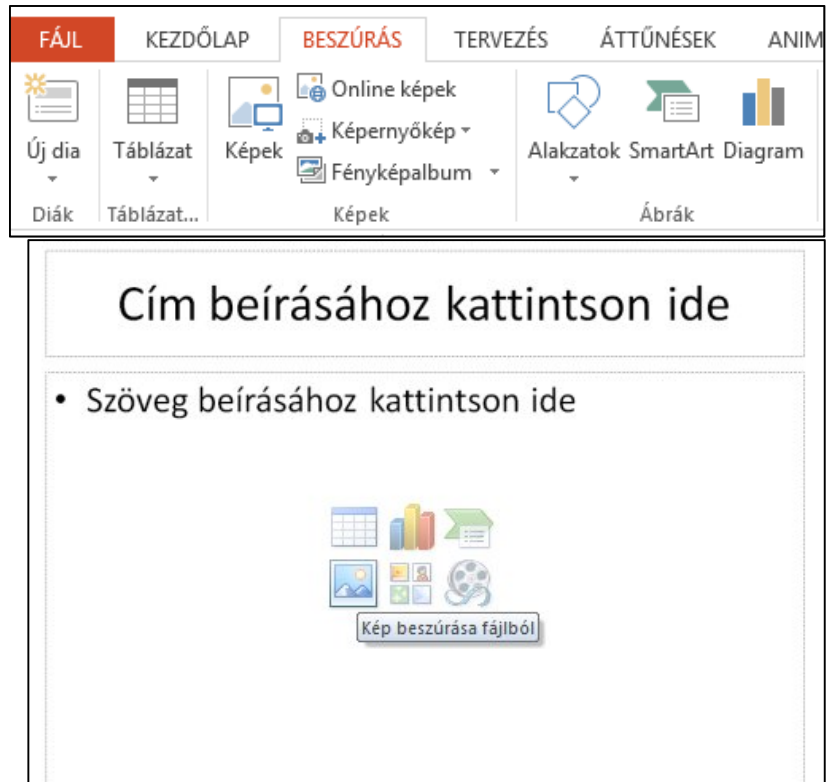 FÁJL KEZDŐLAP BESZÚRÁS TERVEZÉS ÁTTŰNÉSEK ANIM
Online képek
Képernyőkép
Fényképalbum
Új dia Táblázat Képek Alakzatok SmartArt Diagram
Diák Táblázat... Képek Ábrák
Cím beírásához kattintson ide
• Szöveg beírásához kattintson ide
Kép beszúrása fájlból